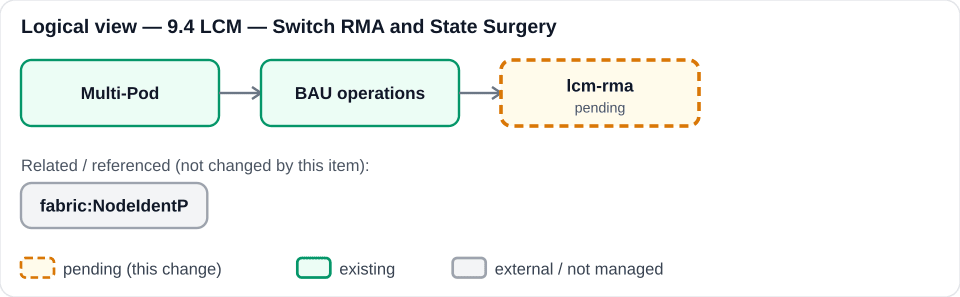 Logical view — 9.4 LCM — Switch RMA and State Surgery
Multi-Pod
BAU operations
lcm-rma
pending
Related / referenced (not changed by this item):
fabric:NodeIdentP
pending (this change)
existing
external / not managed